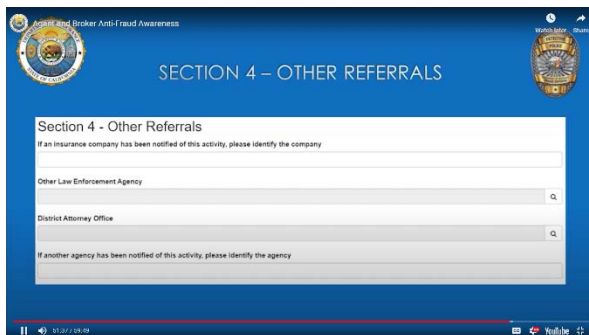 Agent and Broker Anti-Fraud Awareness
Watch later
Share
SECTION 4 – OTHER REFERRALS
Section 4 - Other Referrals
If an insurance company has been notified of this activity, please identify the company
Other Law Enforcement Agency
District Attorney Office
If another agency has been notified of this activity, please identify the agency
YouTube